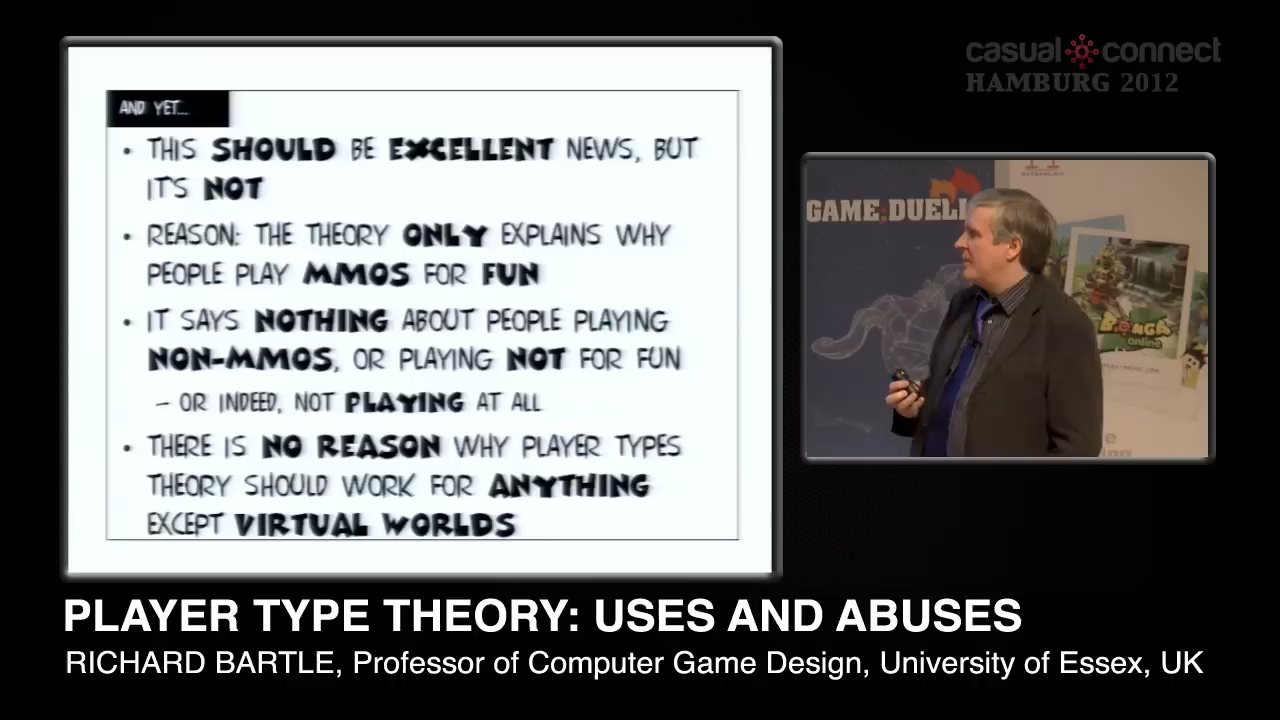 casual connect
HAMBURG 2012
AND YET...
• THIS SHOULD BE EXCELLENT NEWS, BUT
IT'S NOT
• REASON: THE THEORY ONLY EXPLAINS WHY
PEOPLE PLAY MMOS FOR FUN
• IT SAYS NOTHING ABOUT PEOPLE PLAYING
NON-MMOS, OR PLAYING NOT FOR FUN
– OR INDEED, NOT PLAYING AT ALL
• THERE IS NO REASON WHY PLAYER TYPES
THEORY SHOULD WORK FOR ANYTHING
EXCEPT VIRTUAL WORLDS
GAME:DUELL
BONGA
online
PLAYER TYPE THEORY: USES AND ABUSES
RICHARD BARTLE, Professor of Computer Game Design, University of Essex, UK